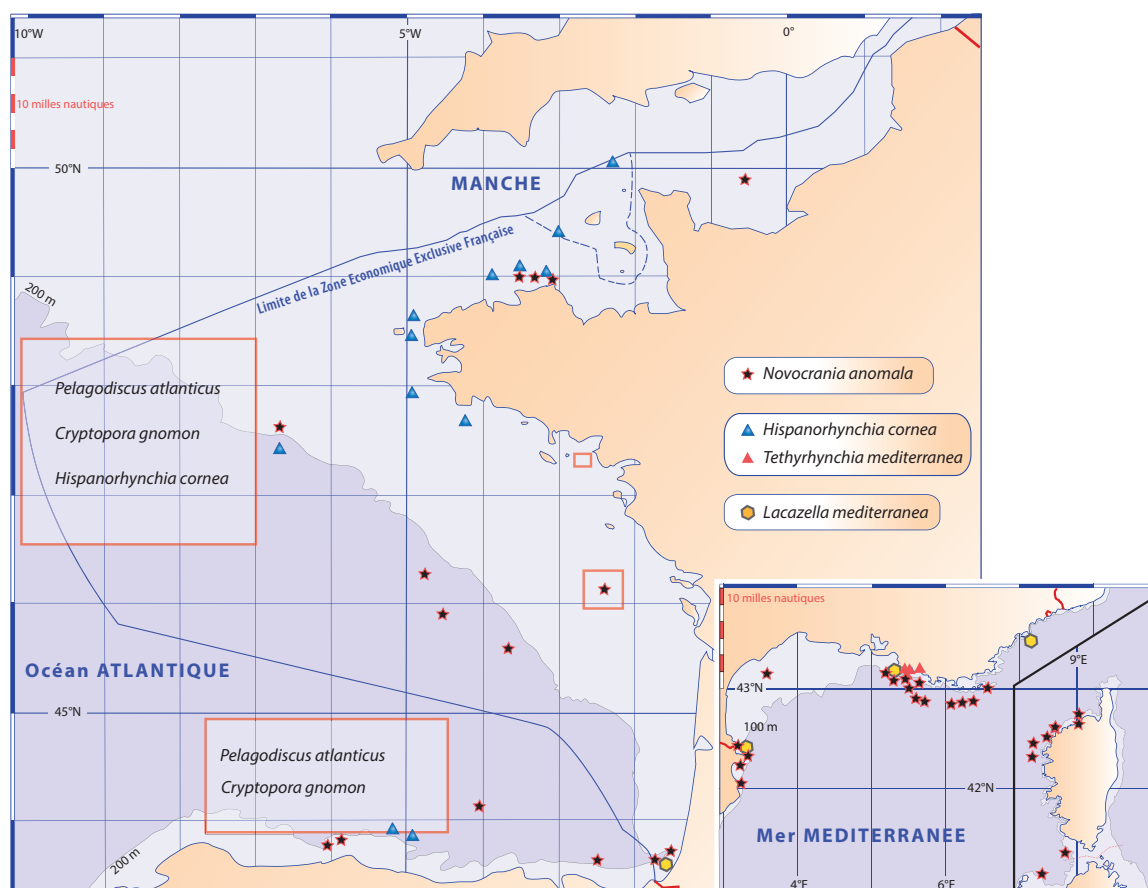 10°W
5°W
0°
10 milles nautiques
50°N
MANCHE
Limite de la Zone Economique Exclusive Française
200 m
Pelagodiscus atlanticus
Cryptopora gnomon
Hispanorhynchia cornea
Novocrania anomala
Hispanorhynchia cornea
Tethyrhynchia mediterranea
Lacazella mediterranea
Océan ATLANTIQUE
45°N
Pelagodiscus atlanticus
Cryptopora gnomon
200 m
10 milles nautiques
9°E
43°N
100 m
42°N
Mer MEDITERRANEE
4°E
6°E